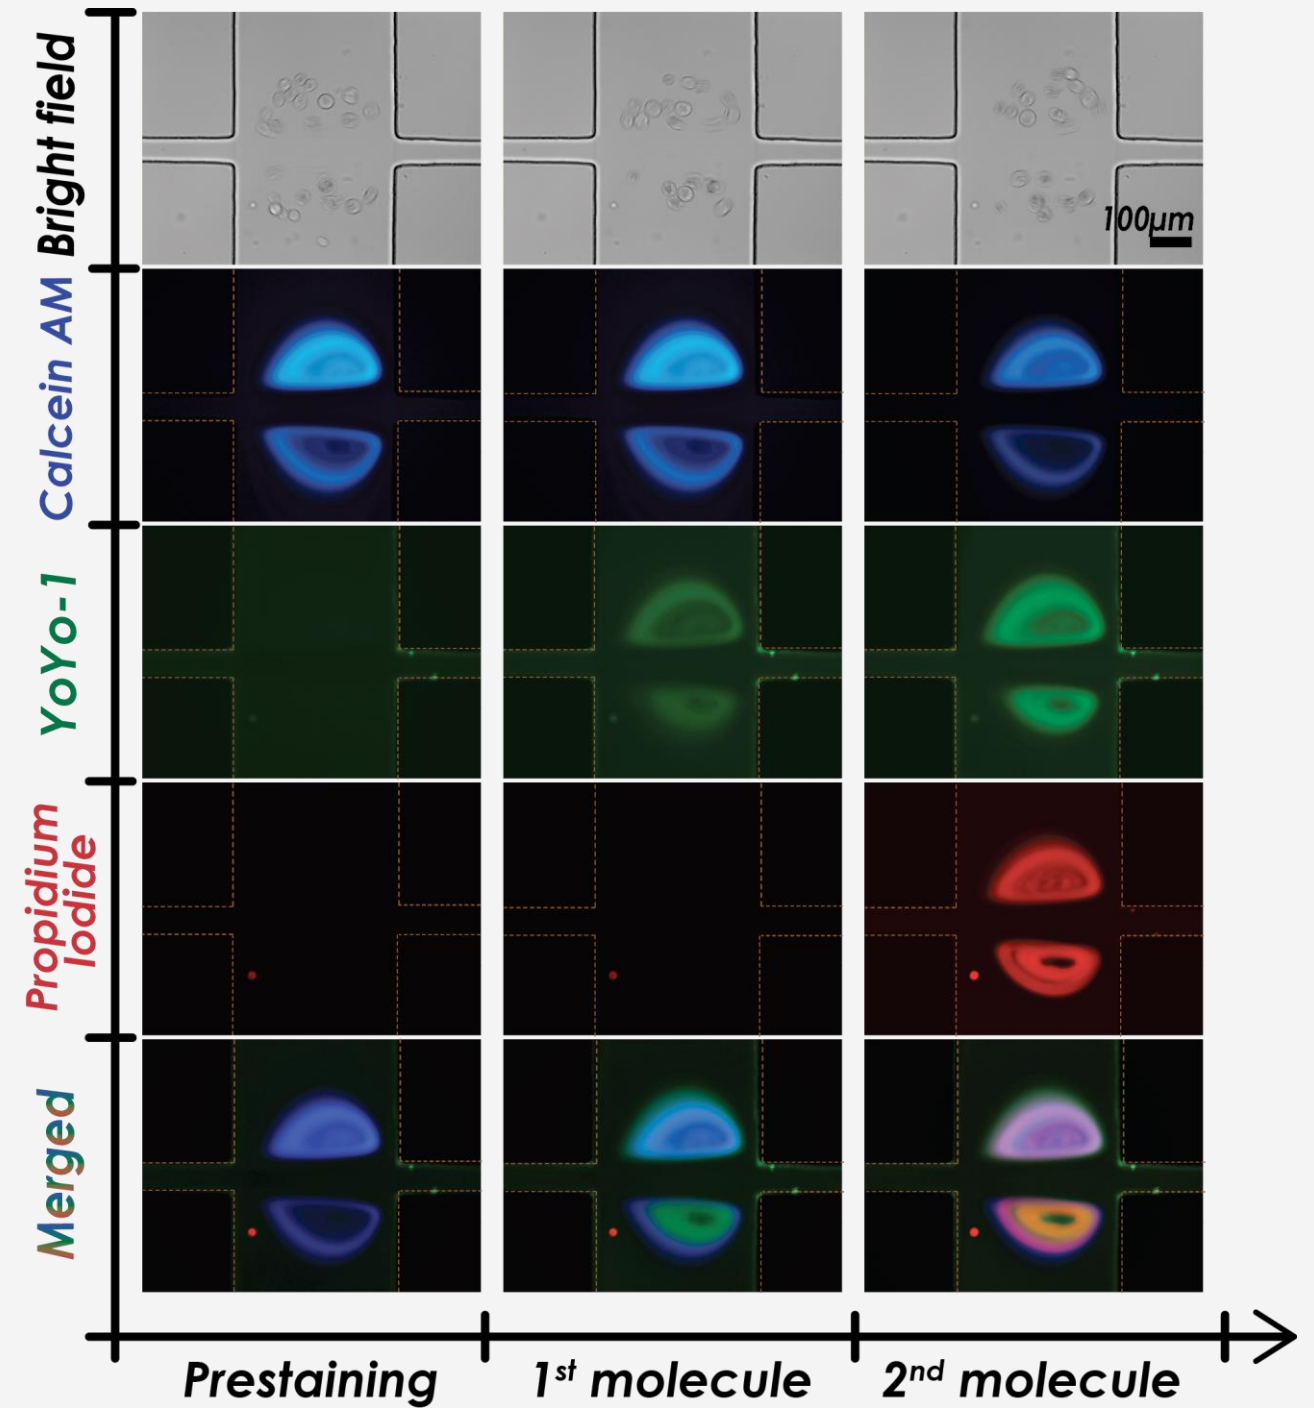 Bright field
100μm
Calcein AM
YoYo-1
Propidium
Iodide
Merged
Prestaining
1st molecule
2nd molecule